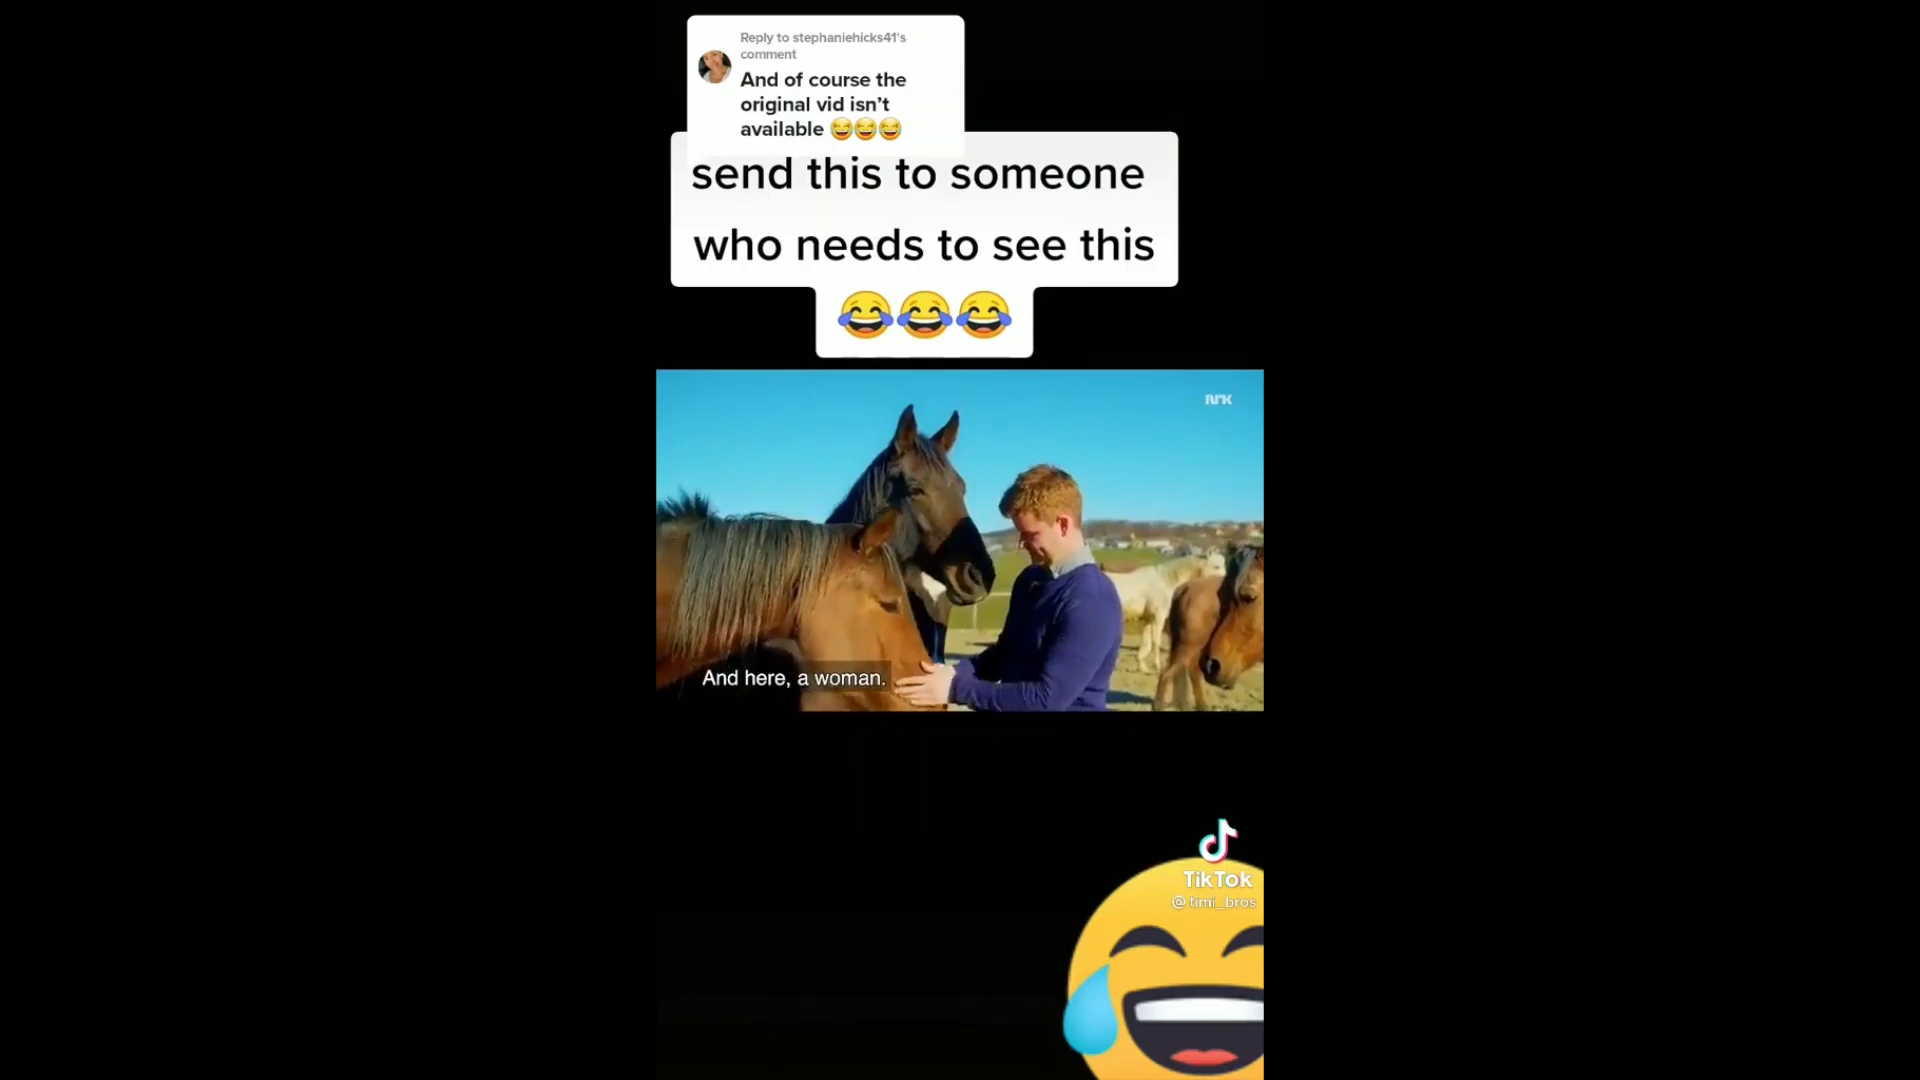 Reply to stephaniehicks41's
comment
And of course the
original vid isn't
available 😂😂😂
send this to someone
who needs to see this
😂😂😂
NRK
And here, a woman.
TikTok
@timi_bros